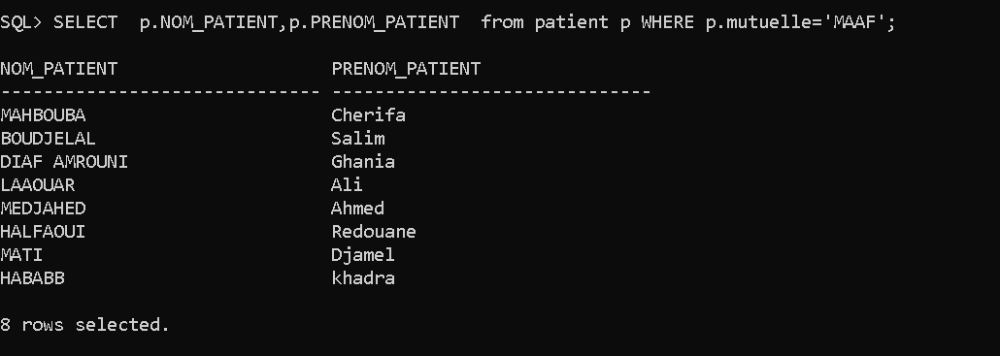 SQL> SELECT  p.NOM_PATIENT,p.PRENOM_PATIENT  from patient p WHERE p.mutuelle='MAAF';
NOM_PATIENT                    PRENOM_PATIENT
------------------------------ ------------------------------
MAHBOUBA                       Cherifa
BOUDJELAL                      Salim
DIAF AMROUNI                   Ghania
LAAOUAR                        Ali
MEDJAHED                       Ahmed
HALFAOUI                       Redouane
MATI                           Djamel
HABABB                         khadra
8 rows selected.